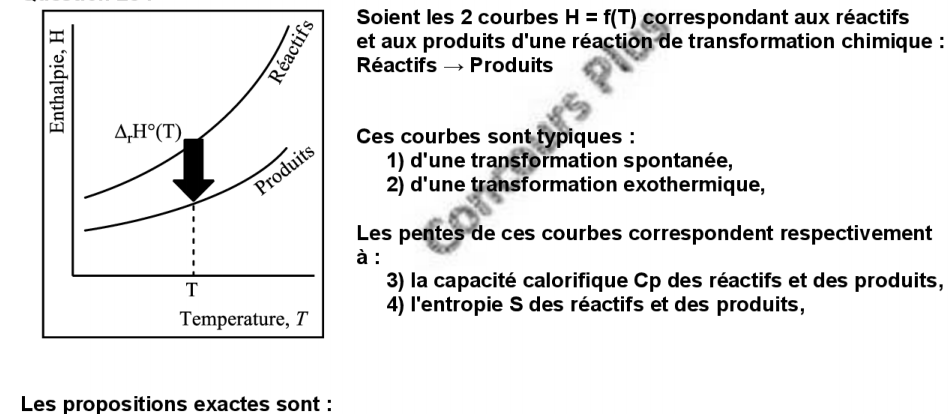 Soient les 2 courbes H = f(T) correspondant aux réactifs
et aux produits d'une réaction de transformation chimique :
Réactifs → Produits
Enthalpie, H
Réactifs
ΔrH°(T)
Produits
T
Temperature, T
Ces courbes sont typiques :
1) d'une transformation spontanée,
2) d'une transformation exothermique,
Les pentes de ces courbes correspondent respectivement
à :
3) la capacité calorifique Cp des réactifs et des produits,
4) l'entropie S des réactifs et des produits,
Concours Plus
Les propositions exactes sont :